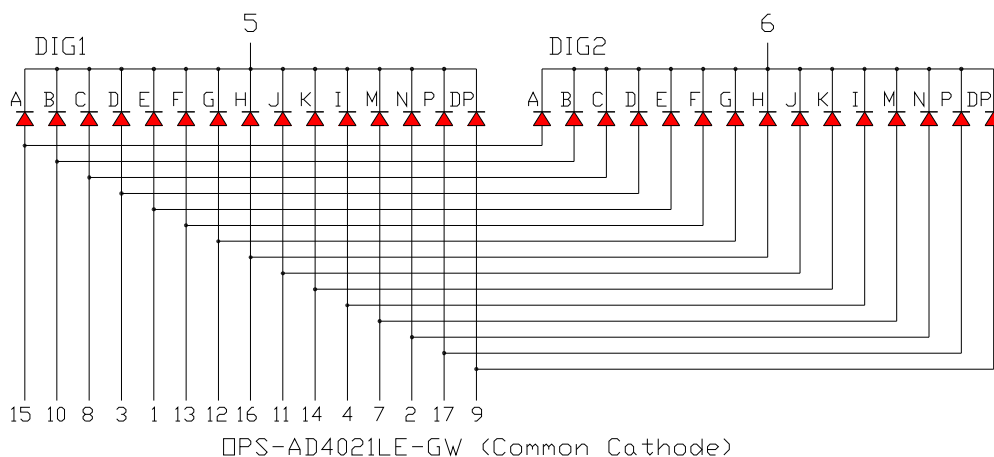 5 6
DIG1 DIG2
A B C D E F G H J K I M N P DP A B C D E F G H J K I M N P DP
15 10 8 3 1 13 12 16 11 14 4 7 2 17 9
OPS-AD4021LE-GW (Common Cathode)